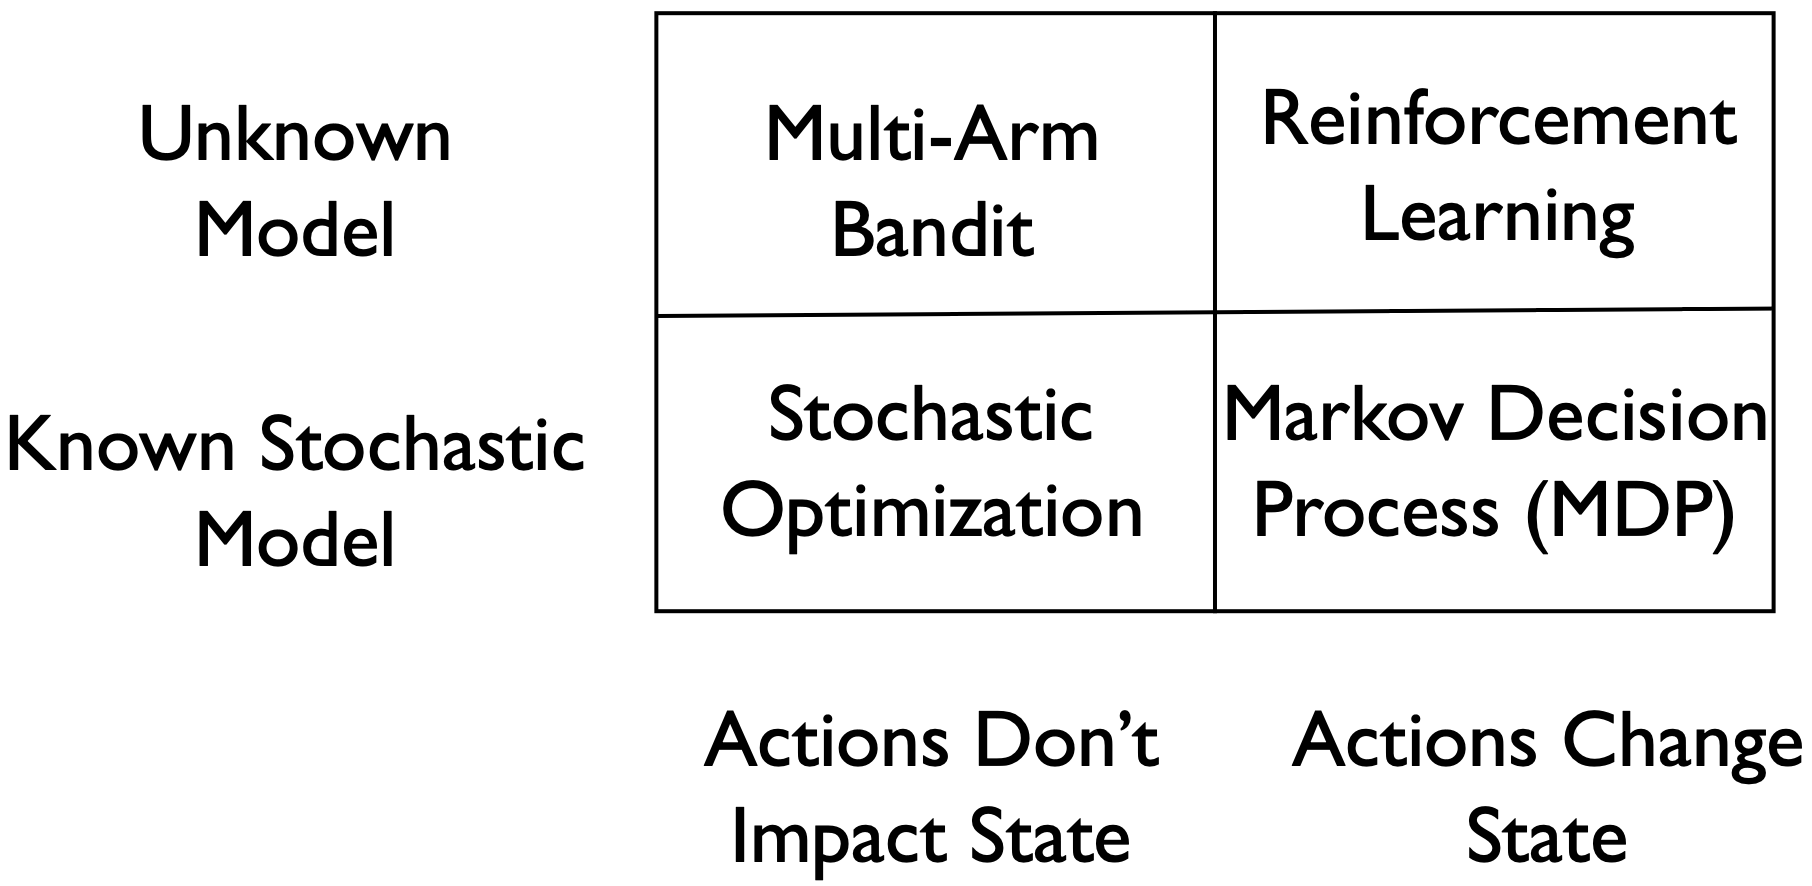 Unknown
Model
Multi-Arm
Bandit
Reinforcement
Learning
Known Stochastic
Model
Stochastic
Optimization
Markov Decision
Process (MDP)
Actions Don’t
Impact State
Actions Change
State